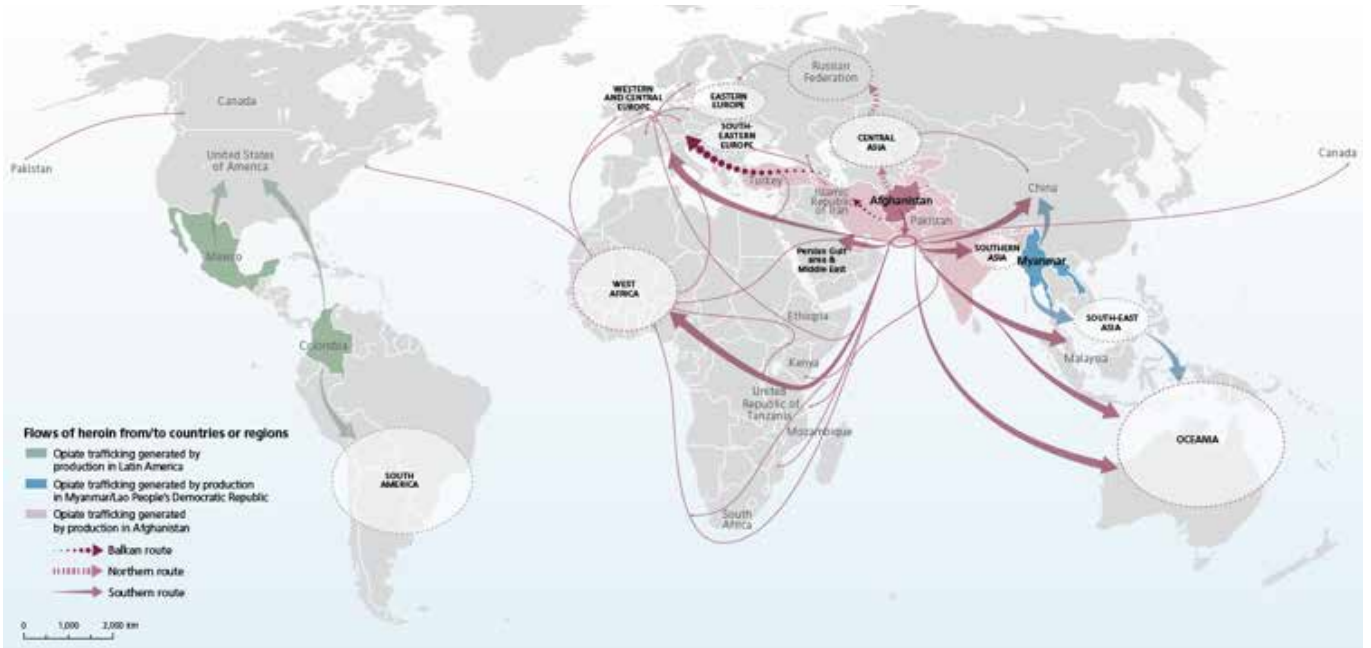 Canada
Pakistan
United States
of America
Mexico
Colombia
SOUTH
AMERICA
WESTERN
AND CENTRAL
EUROPE
EASTERN
EUROPE
SOUTH-
EASTERN
EUROPE
Russian
Federation
CENTRAL
ASIA
Turkey
Islamic
Republic
of Iran
Afghanistan
Pakistan
China
Canada
Persian Gulf
area &
Middle East
SOUTHERN
ASIA
Myanmar
WEST
AFRICA
Ethiopia
Kenya
United
Republic of
Tanzania
Mozambique
South
Africa
SOUTH-EAST
ASIA
Malaysia
OCEANIA
Flows of heroin from/to countries or regions
Opiate trafficking generated by
production in Latin America
Opiate trafficking generated by production
in Myanmar/Lao People's Democratic Republic
Opiate trafficking generated
by production in Afghanistan
Balkan route
Northern route
Southern route
0 1,000 2,000 km